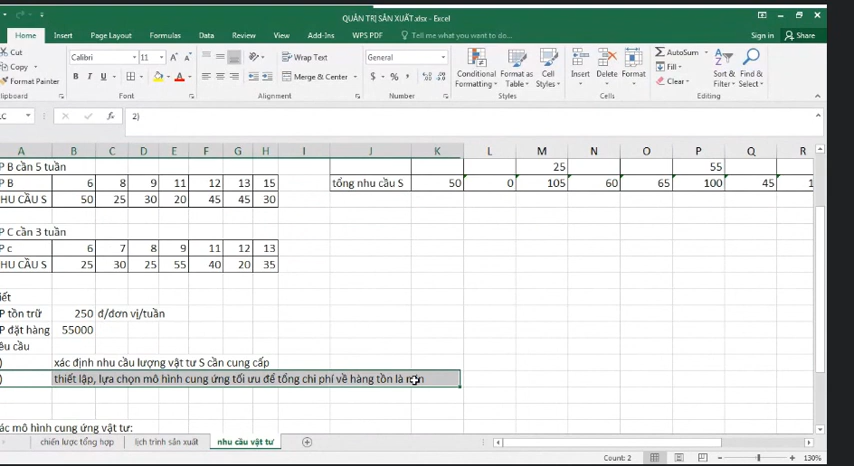 QUẢN TRỊ SẢN XUẤT.xlsx - Excel
Home Insert Page Layout Formulas Data Review View Add-Ins WPS PDF Tell me what you want to do... Sign in Share
Cut
Copy
Format Painter
Calibri 11
Wrap Text
Merge & Center
General
Conditional Formatting
Format as Table
Cell Styles
Insert Delete Format
AutoSum
Fill
Clear
Sort & Filter
Find & Select
Font Alignment Number Styles Cells Editing
2)
A B C D E F G H I J K L M N O P Q R
P B cần 5 tuần 25 55
P B 6 8 9 11 12 13 15 tổng nhu cầu S 50 0 105 60 65 100 45 1
HU CẦU S 50 25 30 20 45 45 30
P C cần 3 tuần
P c 6 7 8 9 11 12 13
HU CẦU S 25 30 25 55 40 20 35
iết
P tồn trữ 250 đ/đơn vị/tuần
P đặt hàng 55000
êu cầu
) xác định nhu cầu lượng vật tư S cần cung cấp
) thiết lập, lựa chọn mô hình cung ứng tối ưu để tổng chi phí về hàng tồn là min
ác mô hình cung ứng vật tư:
chiến lược tổng hợp lịch trình sản xuất nhu cầu vật tư
Count: 2 130%